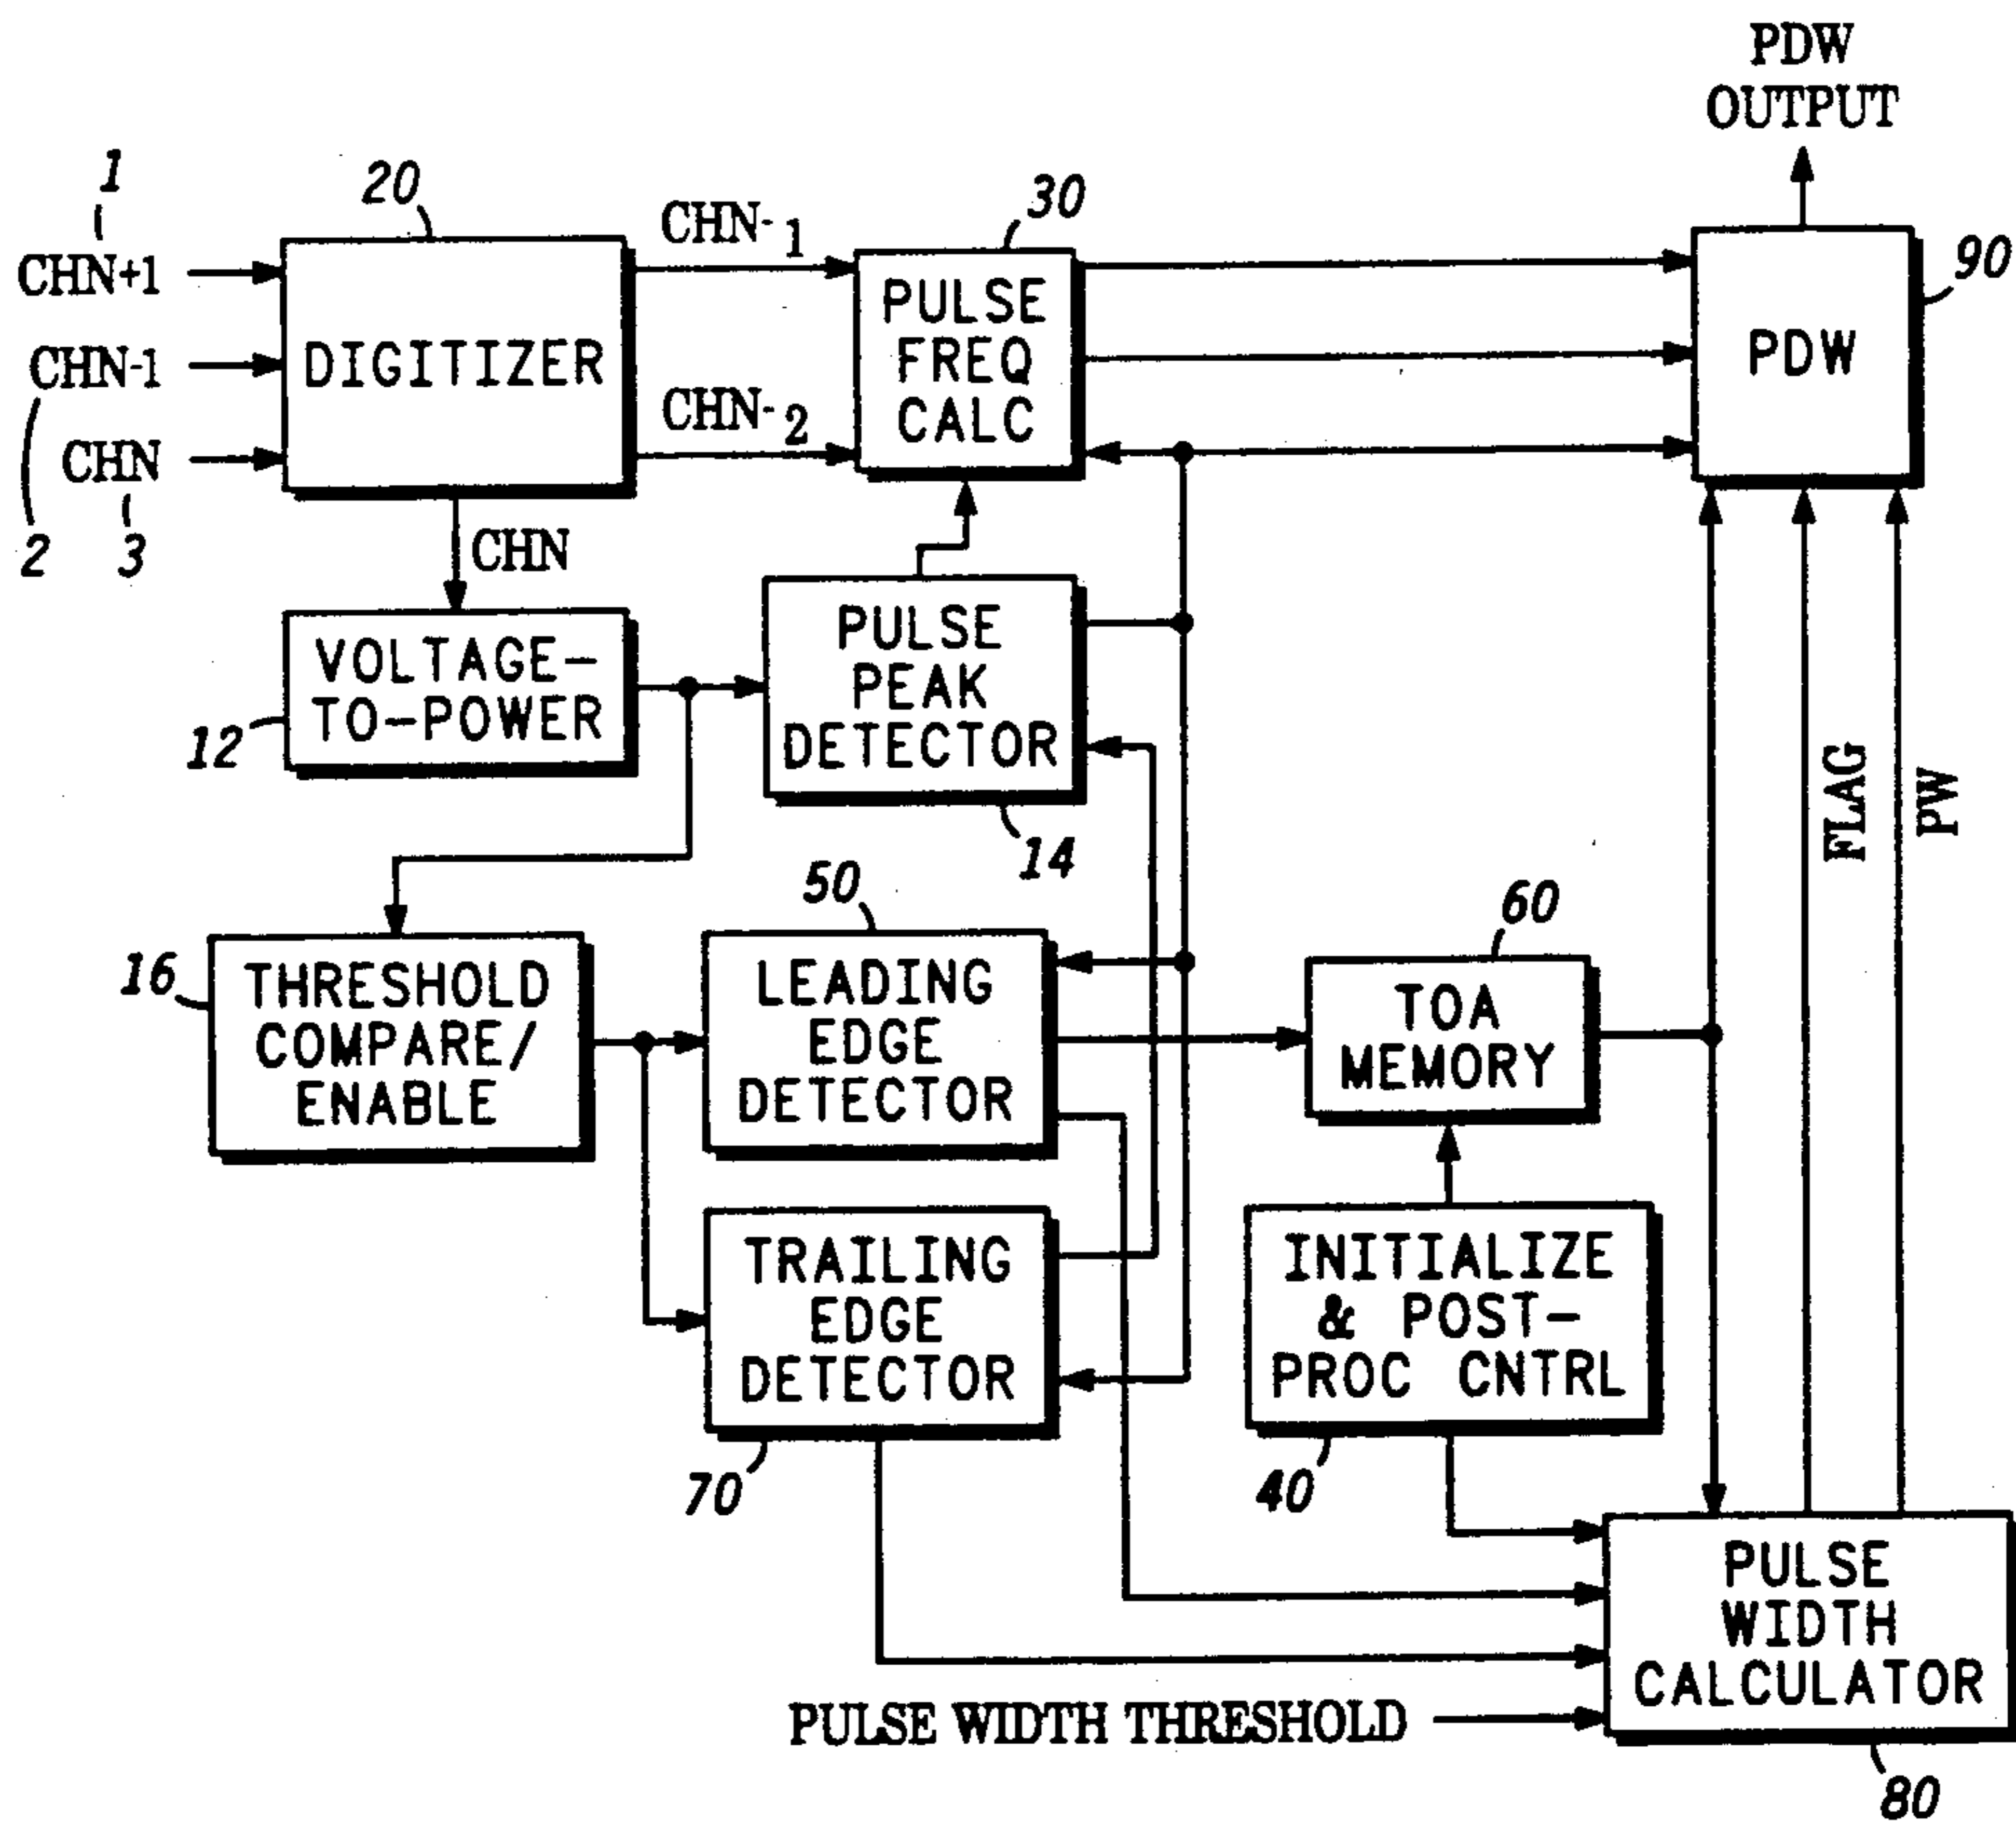 PDW
OUTPUT
1
20
30
90
CHN+1
CHN-1
CHN
2
3
DIGITIZER
CHN-1
CHN-2
PULSE
FREQ
CALC
PDW
CHN
VOLTAGE-
TO-POWER
12
PULSE
PEAK
DETECTOR
14
FLAG
PW
16
THRESHOLD
COMPARE/
ENABLE
50
LEADING
EDGE
DETECTOR
60
TOA
MEMORY
TRAILING
EDGE
DETECTOR
70
INITIALIZE
& POST-
PROC CNTRL
40
PULSE
WIDTH
CALCULATOR
80
PULSE WIDTH THRESHOLD